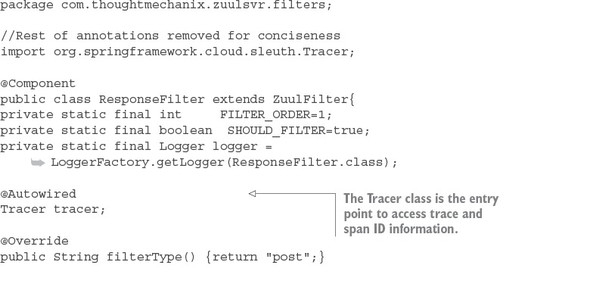 package com.thoughtmechanix.zuulsvr.filters;
//Rest of annotations removed for conciseness
import org.springframework.cloud.sleuth.Tracer;
@Component
public class ResponseFilter extends ZuulFilter{
private static final int     FILTER_ORDER=1;
private static final boolean  SHOULD_FILTER=true;
private static final Logger logger =
➥ LoggerFactory.getLogger(ResponseFilter.class);
@Autowired
Tracer tracer;
The Tracer class is the entry
point to access trace and
span ID information.
@Override
public String filterType() {return "post";}